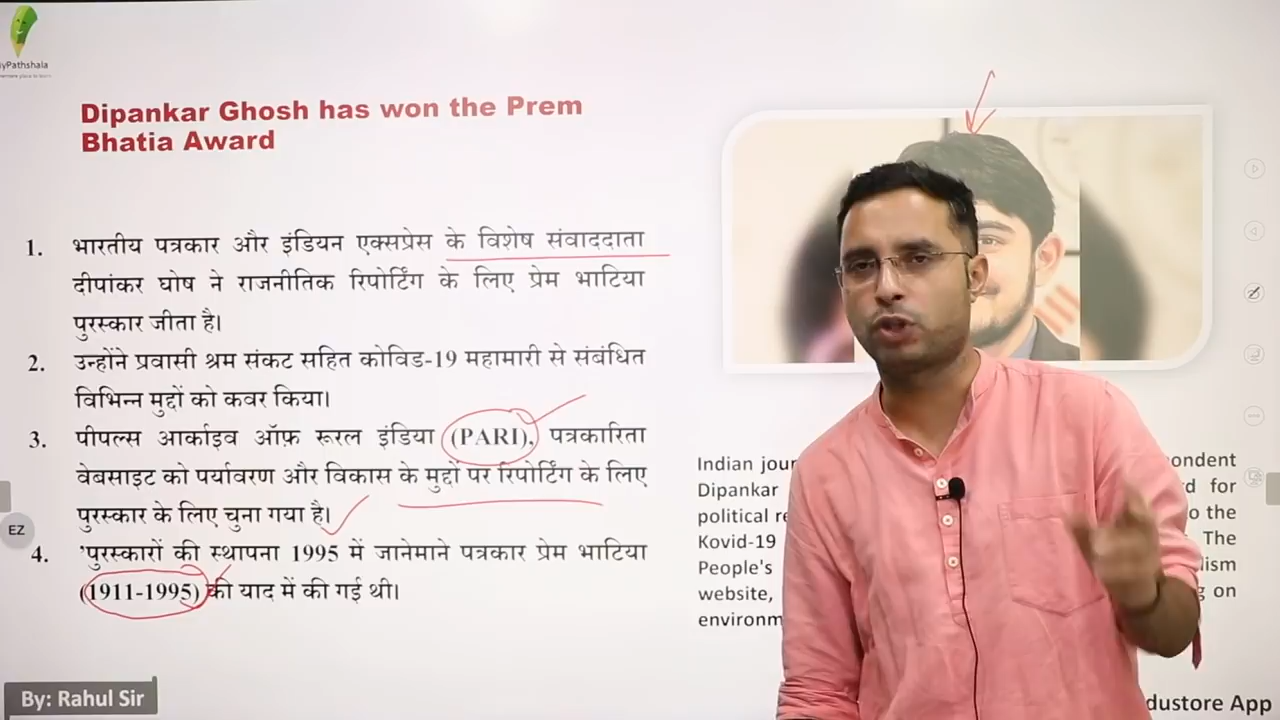 yPathshala
Dipankar Ghosh has won the Prem
Bhatia Award
1. भारतीय पत्रकार और इंडियन एक्सप्रेस के विशेष संवाददाता
दीपांकर घोष ने राजनीतिक रिपोर्टिंग के लिए प्रेम भाटिया
पुरस्कार जीता है।
2. उन्होंने प्रवासी श्रम संकट सहित कोविड-19 महामारी से संबंधित
विभिन्न मुद्दों को कवर किया।
3. पीपल्स आर्काइव ऑफ़ रूरल इंडिया (PARI), पत्रकारिता
वेबसाइट को पर्यावरण और विकास के मुद्दों पर रिपोर्टिंग के लिए
पुरस्कार के लिए चुना गया है।
4. 'पुरस्कारों की स्थापना 1995 में जानेमाने पत्रकार प्रेम भाटिया
(1911-1995) की याद में की गई थी।
Indian jour
Dipankar d for
political re o the
Kovid-19 The
People's
website, on
environm
EZ
By: Rahul Sir
dustore App